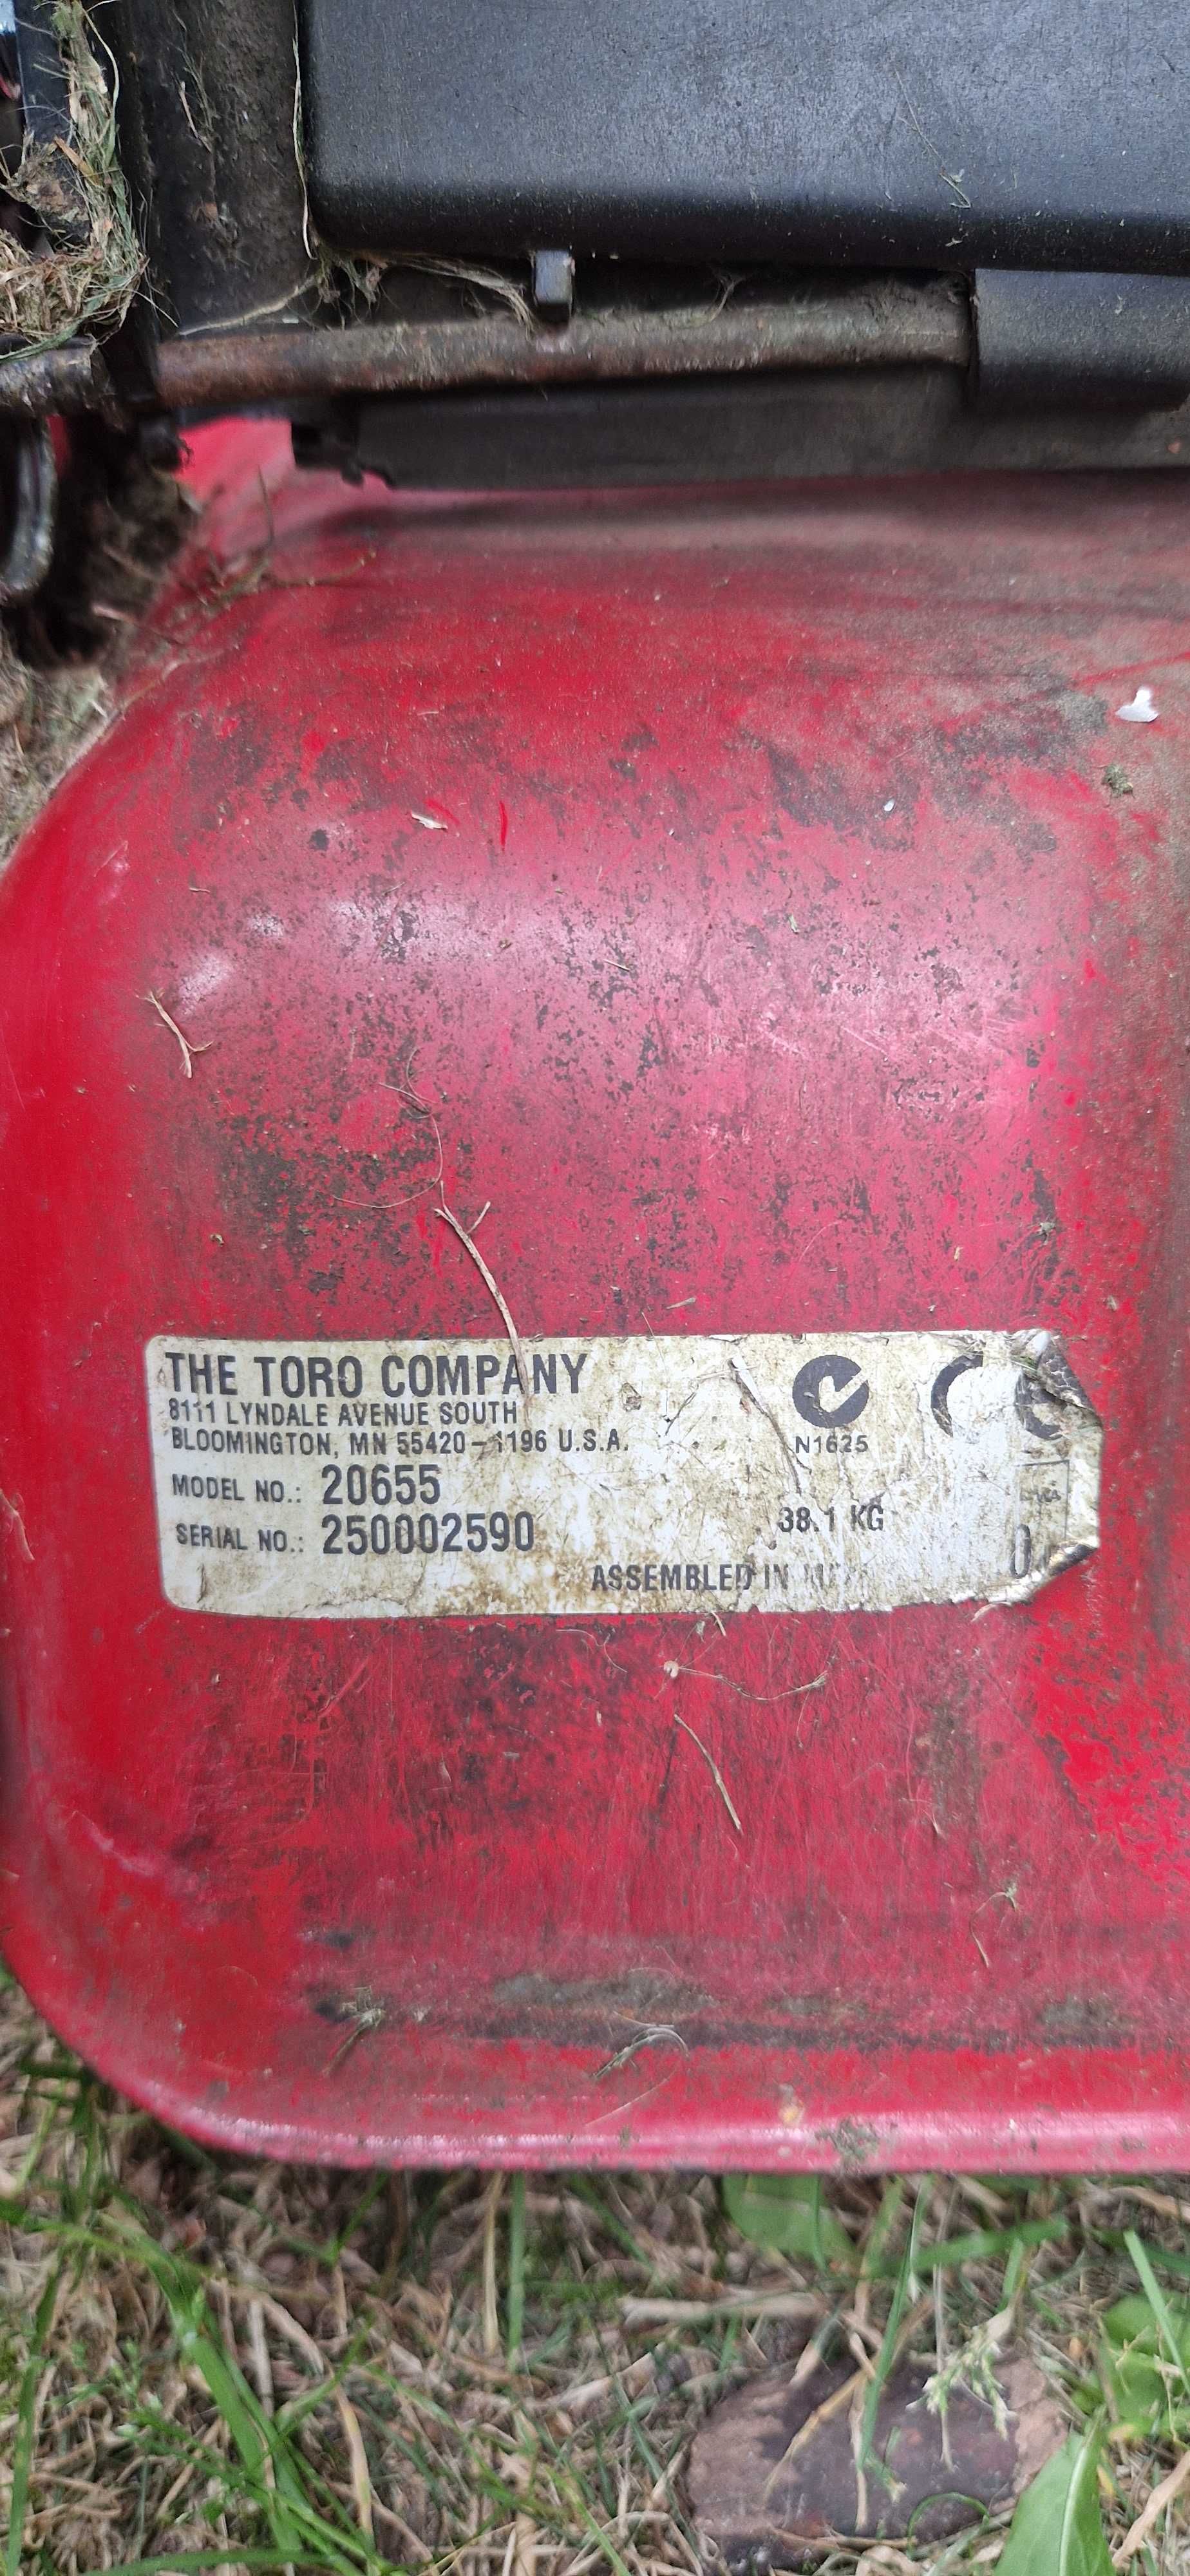 THE TORO COMPANY
8111 LYNDALE AVENUE SOUTH
BLOOMINGTON, MN 55420-1196 U.S.A.
N1625
MODEL NO.: 20655
38.1 KG
SERIAL NO.: 250002590
ASSEMBLED IN